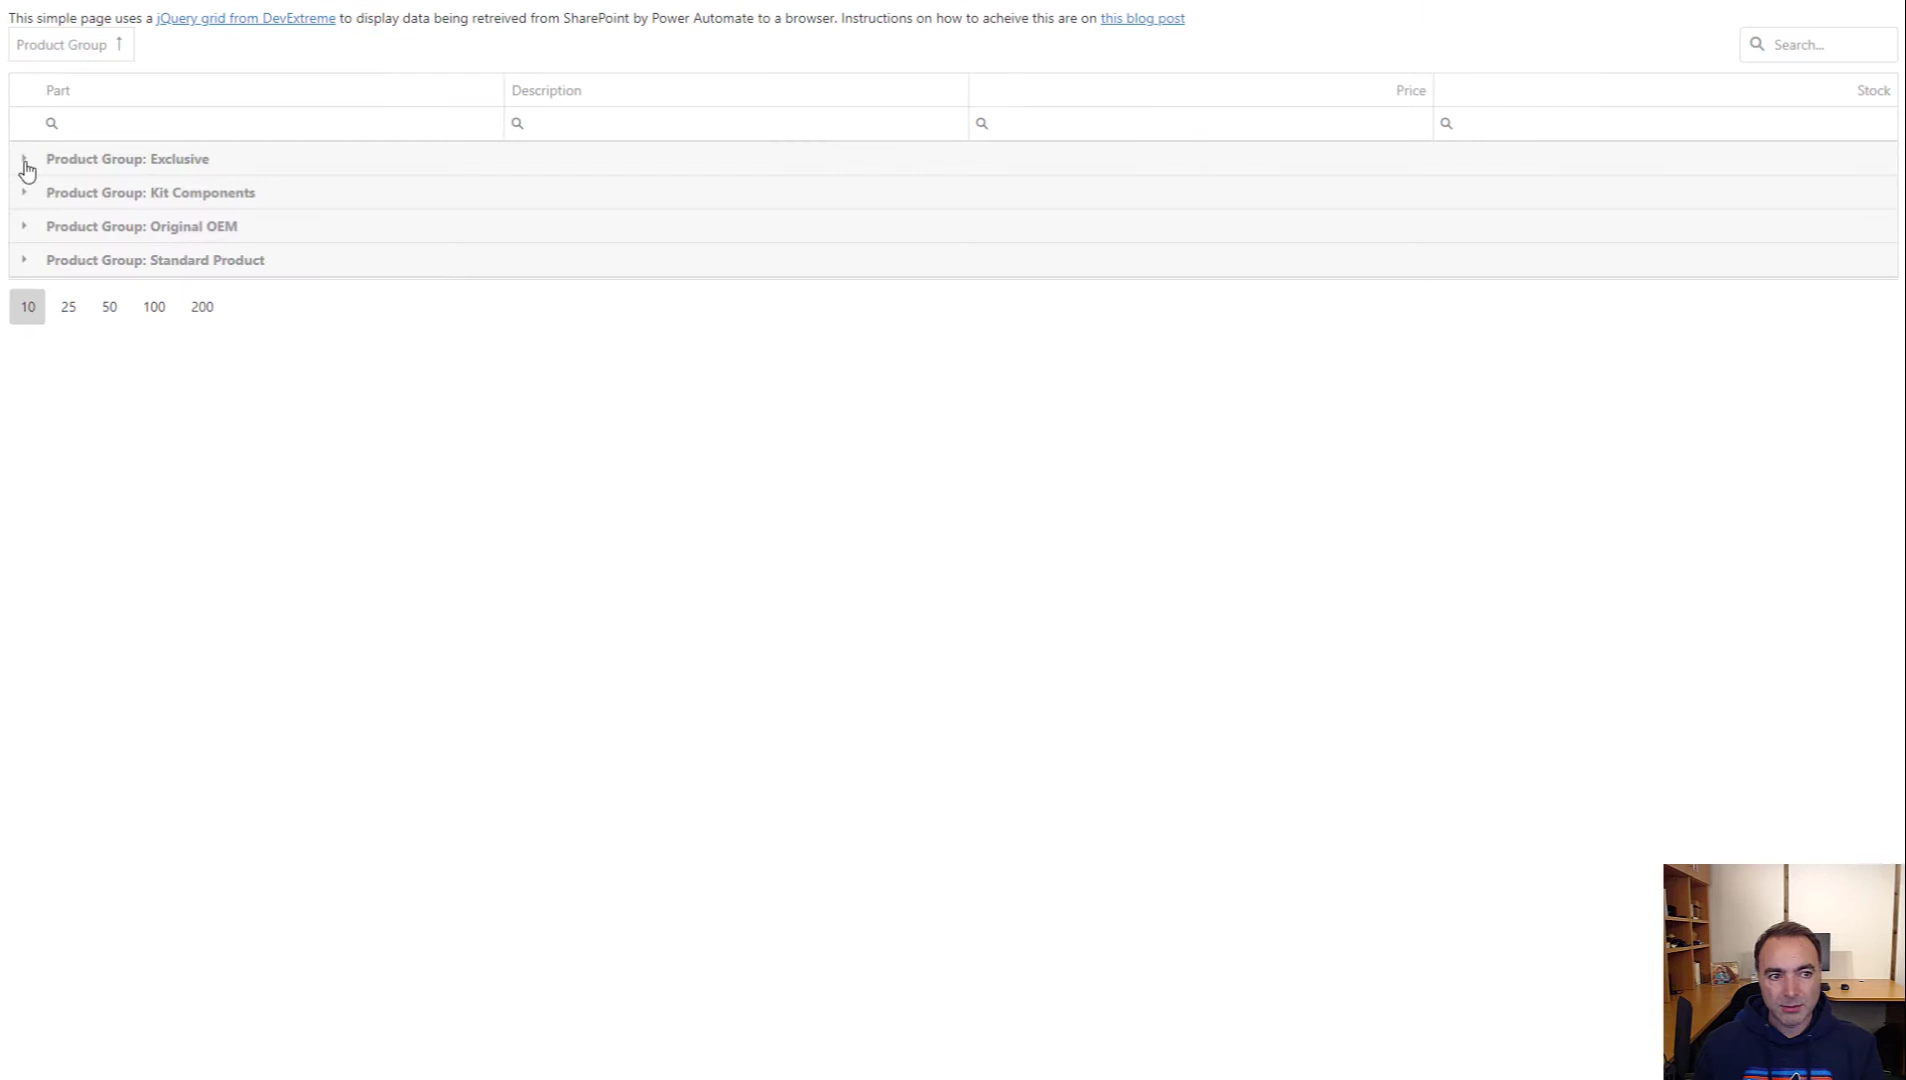 This simple page uses a jQuery grid from DevExtreme to display data being retreived from SharePoint by Power Automate to a browser. Instructions on how to acheive this are on this blog post
Product Group ↑
Search...
Part Description Price Stock
Product Group: Exclusive
Product Group: Kit Components
Product Group: Original OEM
Product Group: Standard Product
10 25 50 100 200